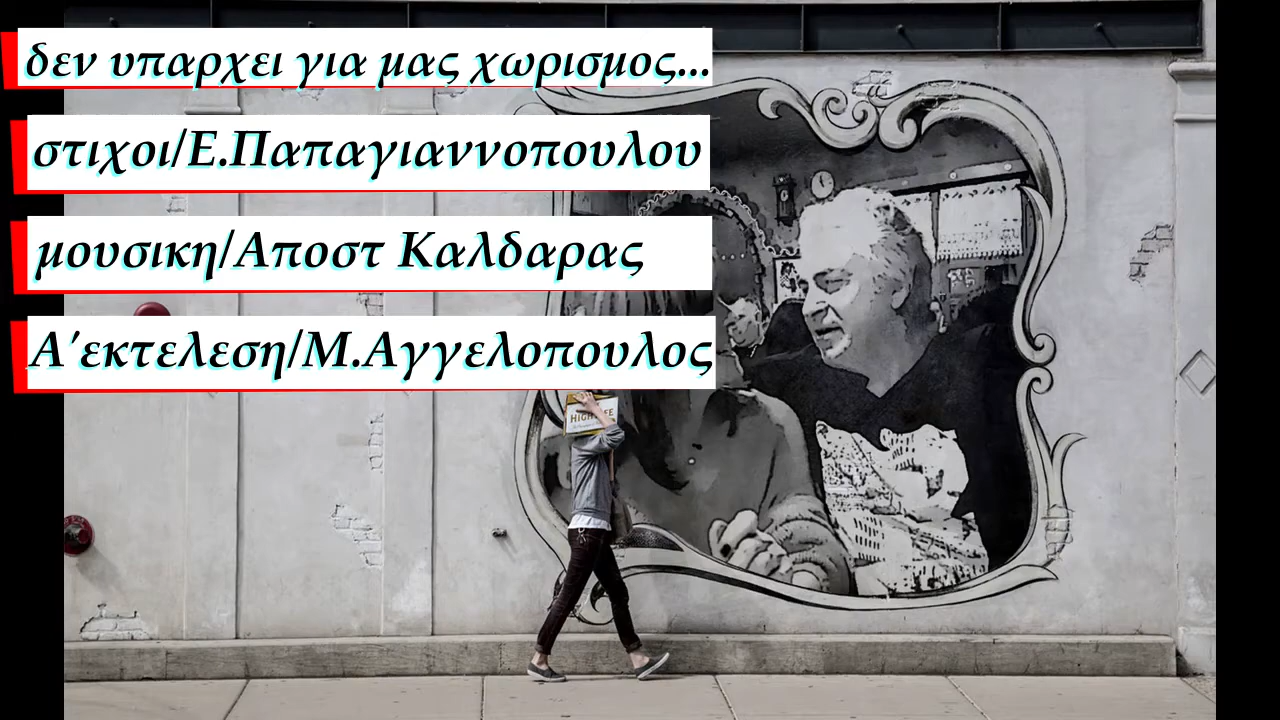 δεν υπαρχει για μας χωρισμος...
στιχοι/Ε.Παπαγιαννοπουλου
μουσικη/Αποστ Καλδαρας
Α΄εκτελεση/Μ.Αγγελοπουλος